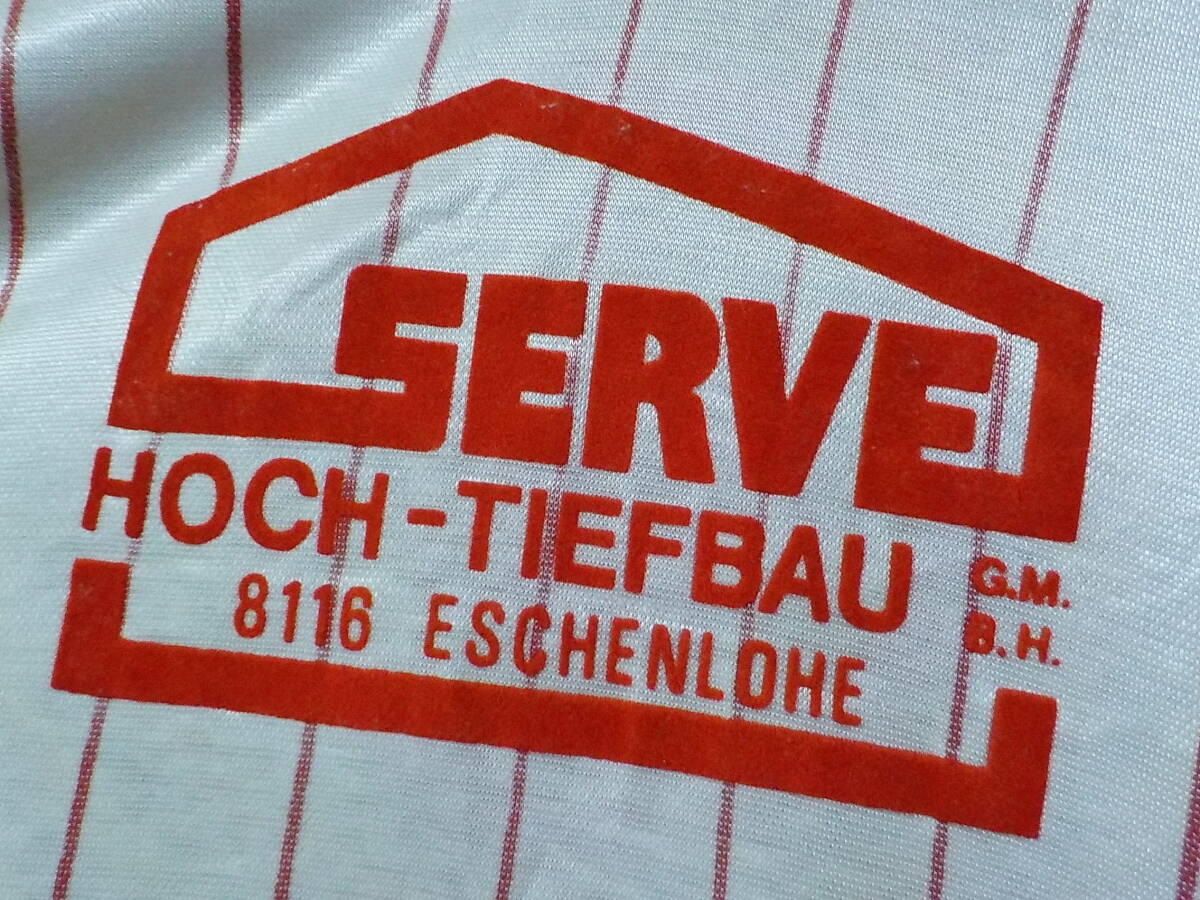 SERVE
HOCH-TIEFBAU G.M.
B.H.
8116 ESCHENLOHE